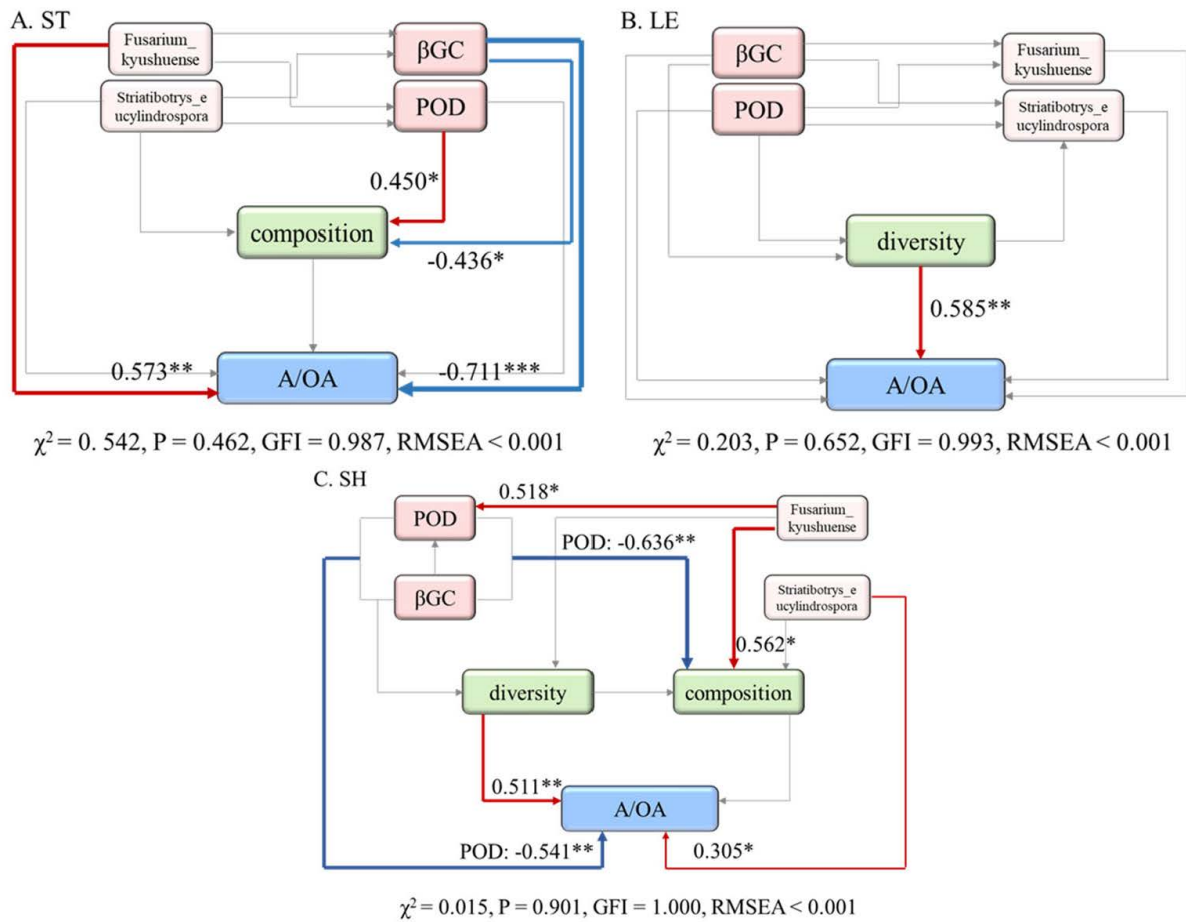 A. ST
Fusarium_
kyushuense
Striatibotrys_e
ucylindrospora
βGC
POD
0.450*
composition
-0.436*
0.573**
A/OA
-0.711***
χ² = 0. 542, P = 0.462, GFI = 0.987, RMSEA < 0.001
B. LE
βGC
POD
Fusarium_
kyushuense
Striatibotrys_e
ucylindrospora
diversity
0.585**
A/OA
χ² = 0.203, P = 0.652, GFI = 0.993, RMSEA < 0.001
C. SH
POD
βGC
0.518*
Fusarium_
kyushuense
POD: -0.636**
Striatibotrys_e
ucylindrospora
0.562*
diversity
composition
0.511**
A/OA
POD: -0.541**
0.305*
χ² = 0.015, P = 0.901, GFI = 1.000, RMSEA < 0.001